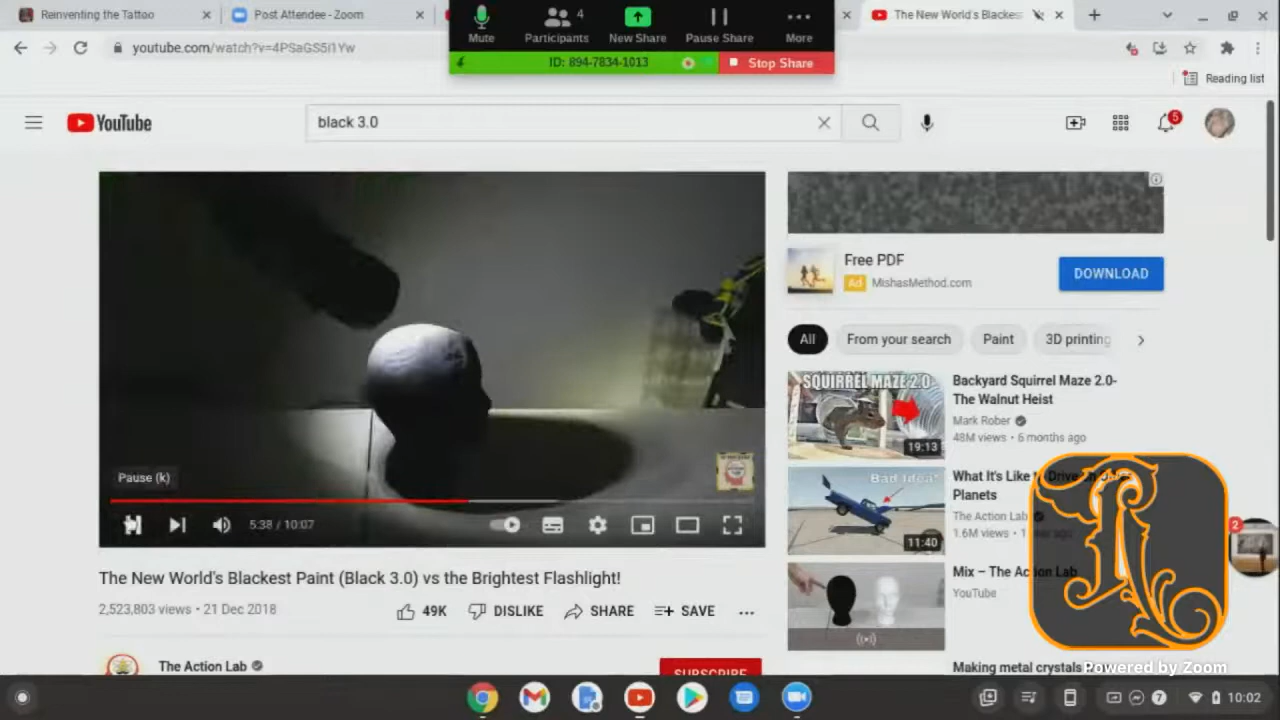 Reinventing the Tattoo
Post Attendee - Zoom
The New World's Blackes
Mute
Participants
4
New Share
Pause Share
More
ID: 894-7834-1013
Stop Share
youtube.com/watch?v=4PSaGS5i1Yw
Reading list
YouTube
black 3.0
5
Free PDF
Ad
MishasMethod.com
DOWNLOAD
All
From your search
Paint
3D printing
SQUIRREL MAZE 2.0
19:13
Backyard Squirrel Maze 2.0-
The Walnut Heist
Mark Rober
48M views • 6 months ago
Bad Idea!
11:40
What It's Like to Drive
Planets
The Action Lab
1.6M views •
Mix – The Action Lab
YouTube
Making metal crystals
Pause (k)
5:38 / 10:07
The New World's Blackest Paint (Black 3.0) vs the Brightest Flashlight!
2,523,803 views • 21 Dec 2018
49K
DISLIKE
SHARE
SAVE
The Action Lab
SUBSCRIBE
2
Powered by Zoom
7
10:02